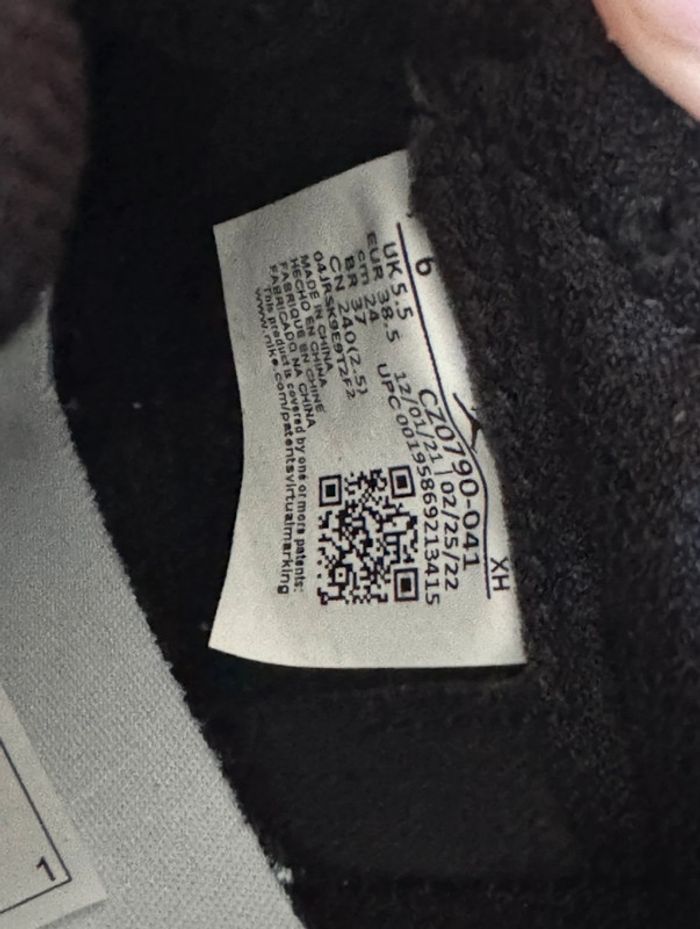 6 XH
UK 5.5 CZ0790-041
EUR 38.5 12/01/21 | 02/25/22
cm 24 UPC 00195869213415
BR 37
CN 240(2.5)
04JRSK9E9T2F2
MADE IN CHINA
HECHO EN CHINA
FABRIQUE EN CHINE
FABRICADO NA CHINA
This product is covered by one or more patents:
www.nike.com/patentsvirtualmarking
1